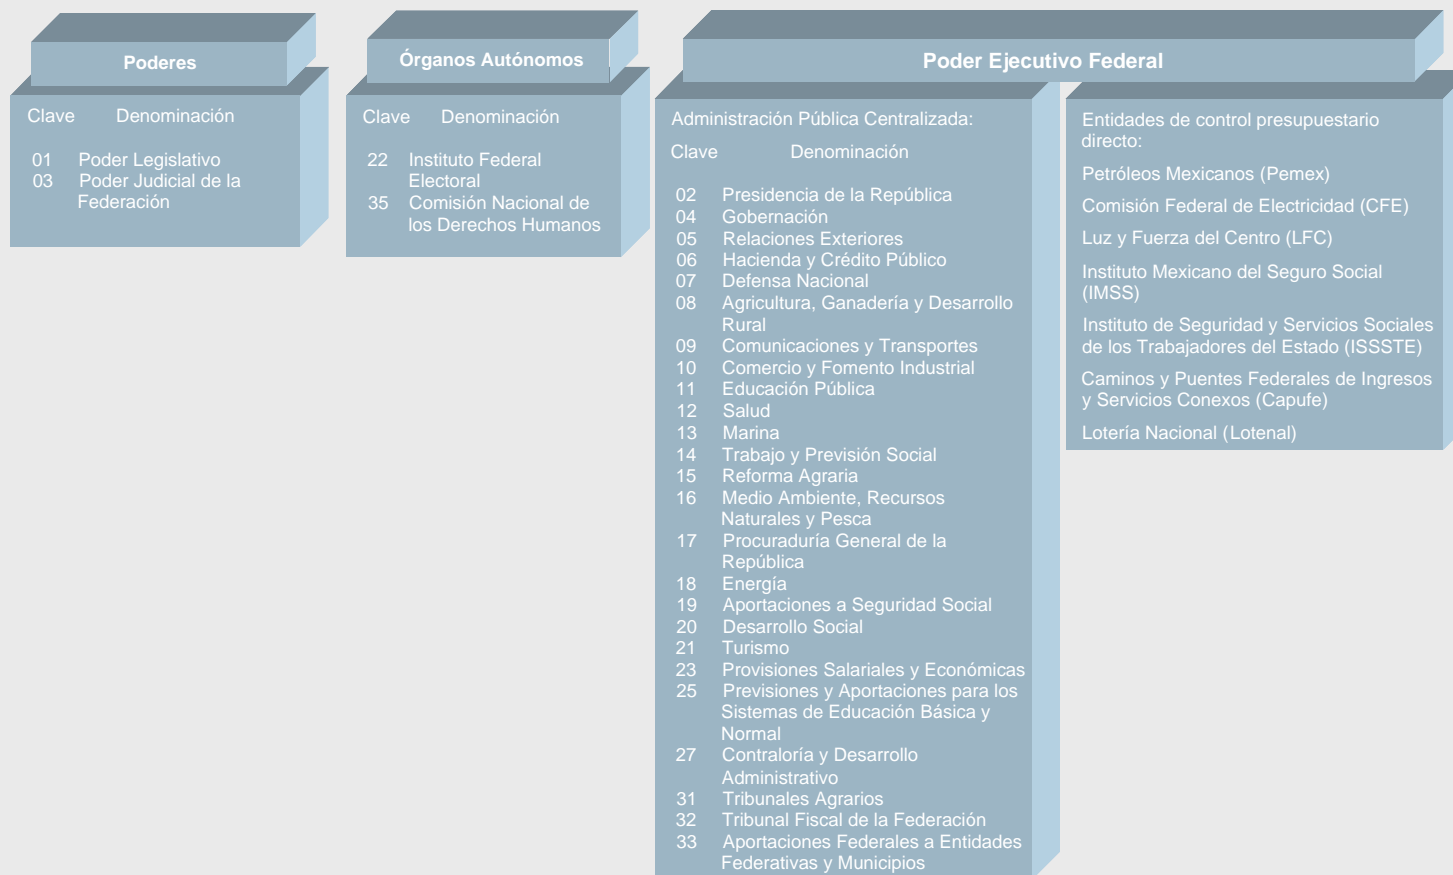 Poderes
Clave Denominación
01 Poder Legislativo
03 Poder Judicial de la
Federación
Órganos Autónomos
Clave Denominación
22 Instituto Federal
Electoral
35 Comisión Nacional de
los Derechos Humanos
Poder Ejecutivo Federal
Administración Pública Centralizada:
Clave Denominación
02 Presidencia de la República
04 Gobernación
05 Relaciones Exteriores
06 Hacienda y Crédito Público
07 Defensa Nacional
08 Agricultura, Ganadería y Desarrollo
Rural
09 Comunicaciones y Transportes
10 Comercio y Fomento Industrial
11 Educación Pública
12 Salud
13 Marina
14 Trabajo y Previsión Social
15 Reforma Agraria
16 Medio Ambiente, Recursos
Naturales y Pesca
17 Procuraduría General de la
República
18 Energía
19 Aportaciones a Seguridad Social
20 Desarrollo Social
21 Turismo
23 Provisiones Salariales y Económicas
25 Previsiones y Aportaciones para los
Sistemas de Educación Básica y
Normal
27 Contraloría y Desarrollo
Administrativo
31 Tribunales Agrarios
32 Tribunal Fiscal de la Federación
33 Aportaciones Federales a Entidades
Federativas y Municipios
Entidades de control presupuestario
directo:
Petróleos Mexicanos (Pemex)
Comisión Federal de Electricidad (CFE)
Luz y Fuerza del Centro (LFC)
Instituto Mexicano del Seguro Social
(IMSS)
Instituto de Seguridad y Servicios Sociales
de los Trabajadores del Estado (ISSSTE)
Caminos y Puentes Federales de Ingresos
y Servicios Conexos (Capufe)
Lotería Nacional (Lotenal)